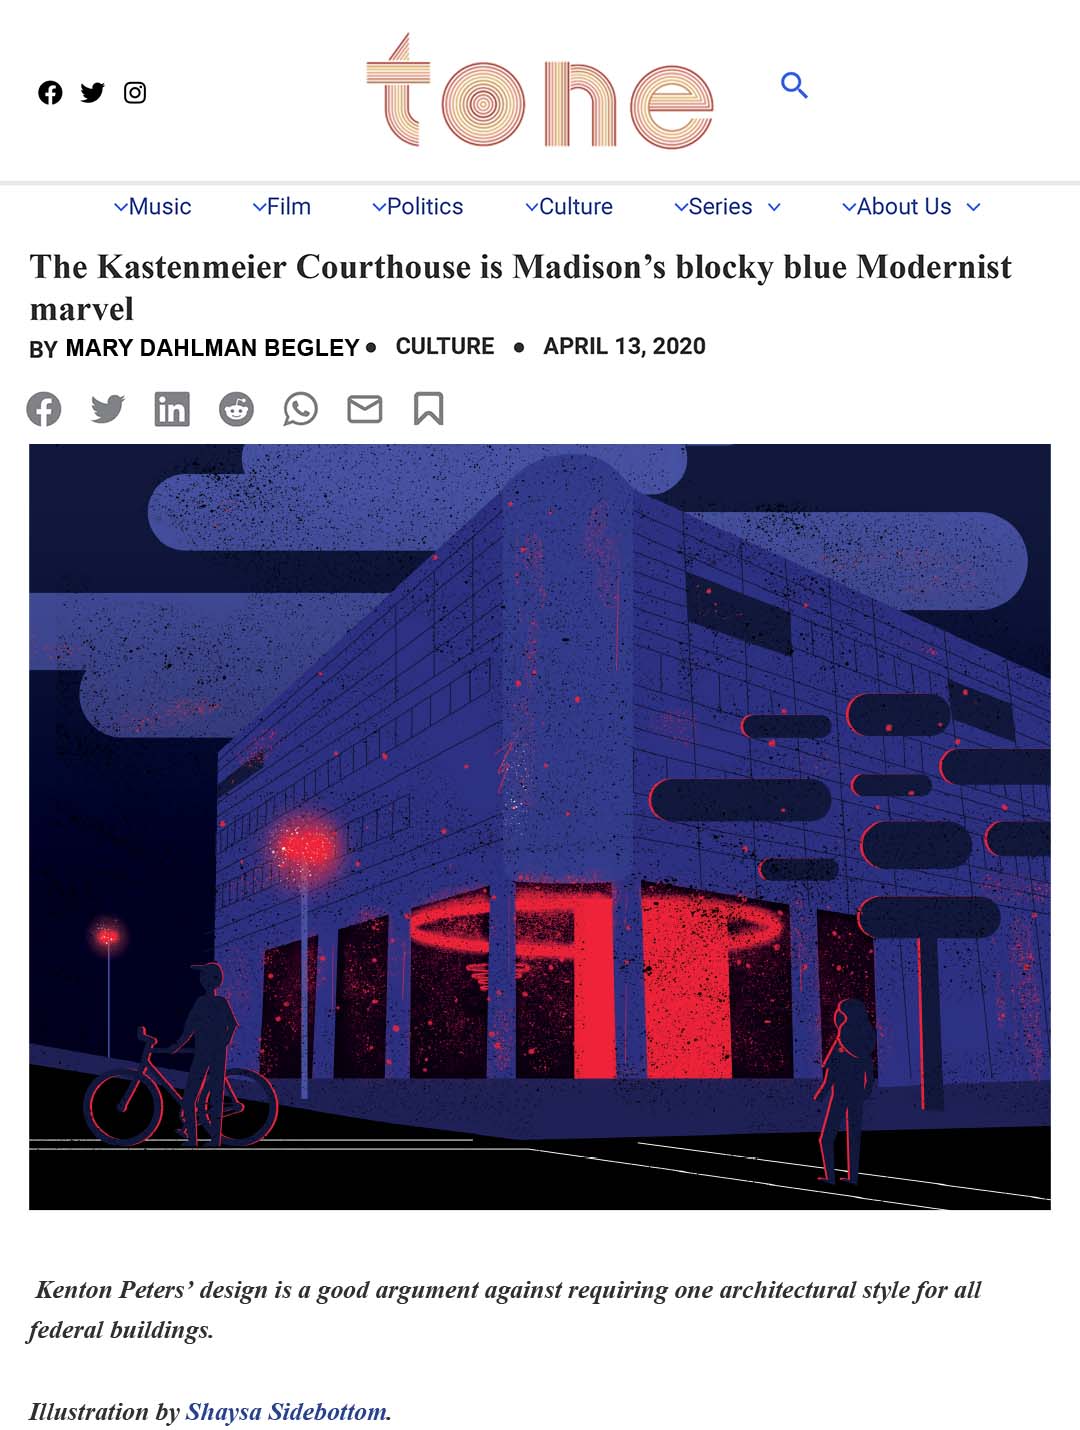 tone
Music Film Politics Culture Series About Us
The Kastenmeier Courthouse is Madison’s blocky blue Modernist
marvel
BY MARY DAHLMAN BEGLEY • CULTURE • APRIL 13, 2020
Kenton Peters’ design is a good argument against requiring one architectural style for all
federal buildings.
Illustration by Shaysa Sidebottom.